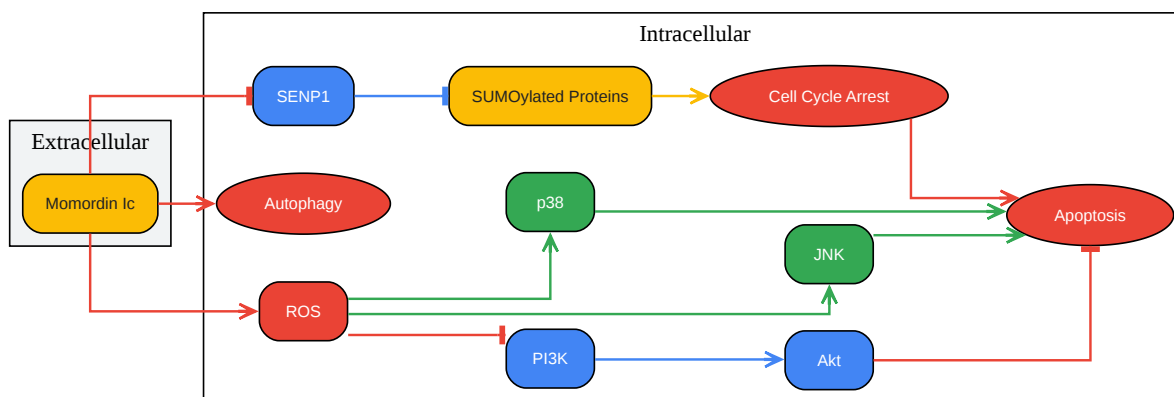 Intracellular
SENP1
SUMOylated Proteins
Cell Cycle Arrest
Extracellular
Momordin Ic
Autophagy
p38
Apoptosis
JNK
ROS
PI3K
Akt